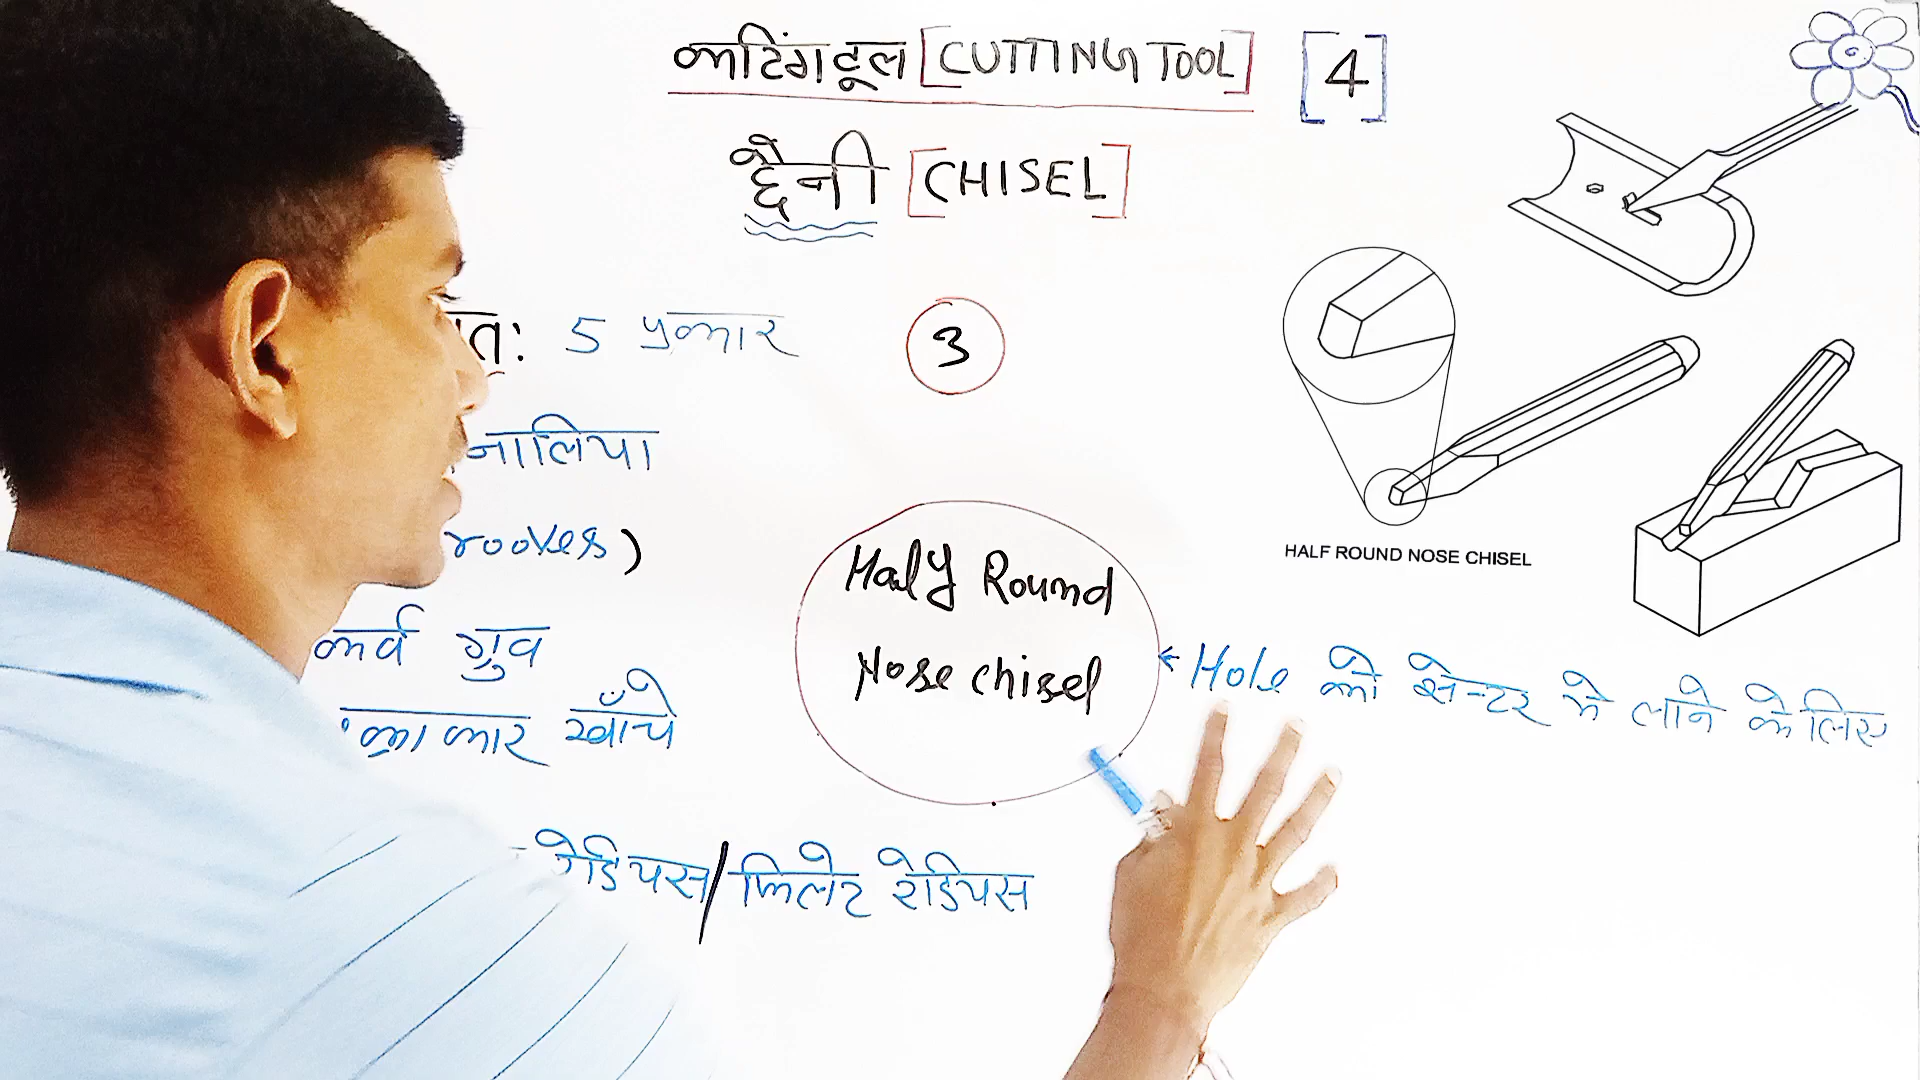 कटिंग टूल [CUTTING TOOL] [4]
छैनी [CHISEL]
तः 5 प्रकार
3
नालिया
rooves)
कर्व ग्रुव
क्राकार खाँचे
Half Round
Nose chisel
HALF ROUND NOSE CHISEL
Hole को सेन्टर मे लाने के लिए
रेडियस/फिलेट रेडियस